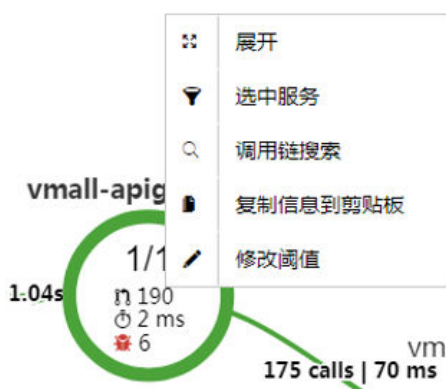 展开
选中服务
调用链搜索
复制信息到剪贴板
修改阈值
vmall-apig
1/1
1.04s
190
2 ms
6
vm
175 calls | 70 ms